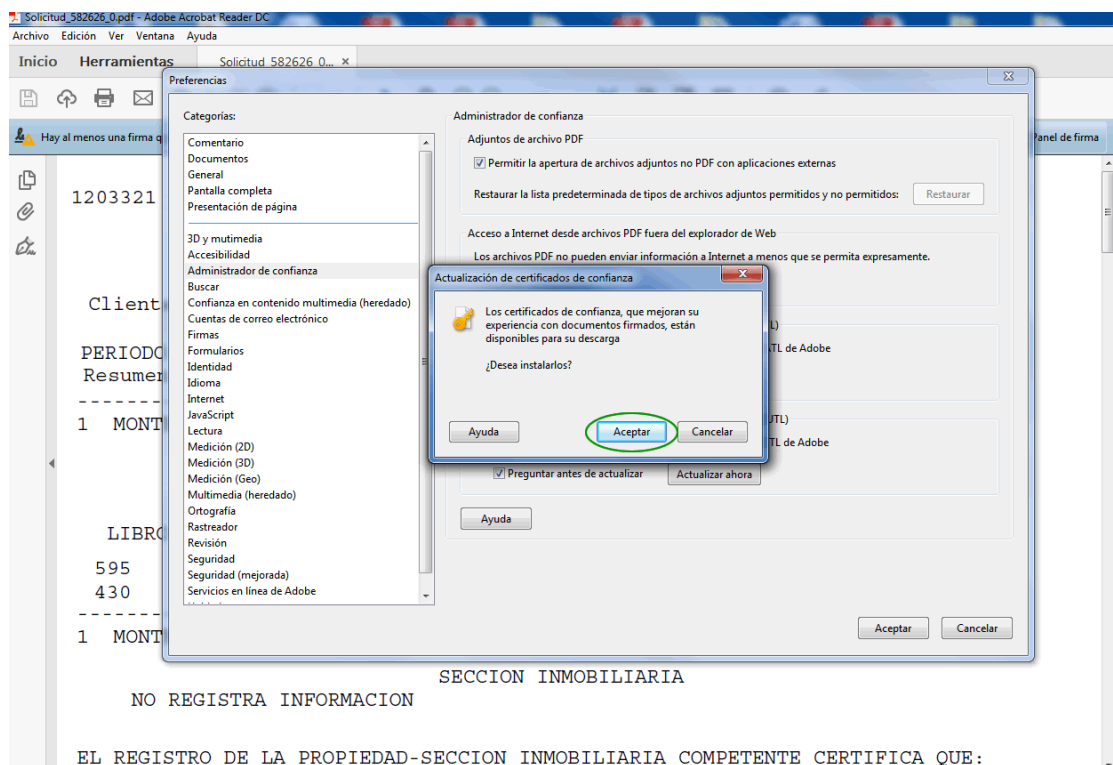 Solicitud_582626_0.pdf - Adobe Acrobat Reader DC
Archivo Edición Ver Ventana Ayuda
Inicio Herramientas Solicitud_582626_0... ×
Preferencias
Hay al menos una firma q
Panel de firma
Categorías:
Comentario
Documentos
General
Pantalla completa
Presentación de página
3D y mutimedia
Accesibilidad
Administrador de confianza
Buscar
Confianza en contenido multimedia (heredado)
Cuentas de correo electrónico
Firmas
Formularios
Identidad
Idioma
Internet
JavaScript
Lectura
Medición (2D)
Medición (3D)
Medición (Geo)
Multimedia (heredado)
Ortografía
Rastreador
Revisión
Seguridad
Seguridad (mejorada)
Servicios en línea de Adobe
Administrador de confianza
Adjuntos de archivo PDF
Permitir la apertura de archivos adjuntos no PDF con aplicaciones externas
Restaurar la lista predeterminada de tipos de archivos adjuntos permitidos y no permitidos: Restaurar
Acceso a Internet desde archivos PDF fuera del explorador de Web
Los archivos PDF no pueden enviar información a Internet a menos que se permita expresamente.
Actualización de certificados de confianza
Los certificados de confianza, que mejoran su
experiencia con documentos firmados, están
disponibles para su descarga
¿Desea instalarlos?
Ayuda Aceptar Cancelar
L)
TL de Adobe
UTL)
TL de Adobe
Preguntar antes de actualizar Actualizar ahora
Ayuda
Aceptar Cancelar
1203321
Client
PERIODO
Resumen
-------
1 MONT
LIBRO
595
430
-------
1 MONT
SECCION INMOBILIARIA
NO REGISTRA INFORMACION
EL REGISTRO DE LA PROPIEDAD-SECCION INMOBILIARIA COMPETENTE CERTIFICA QUE: